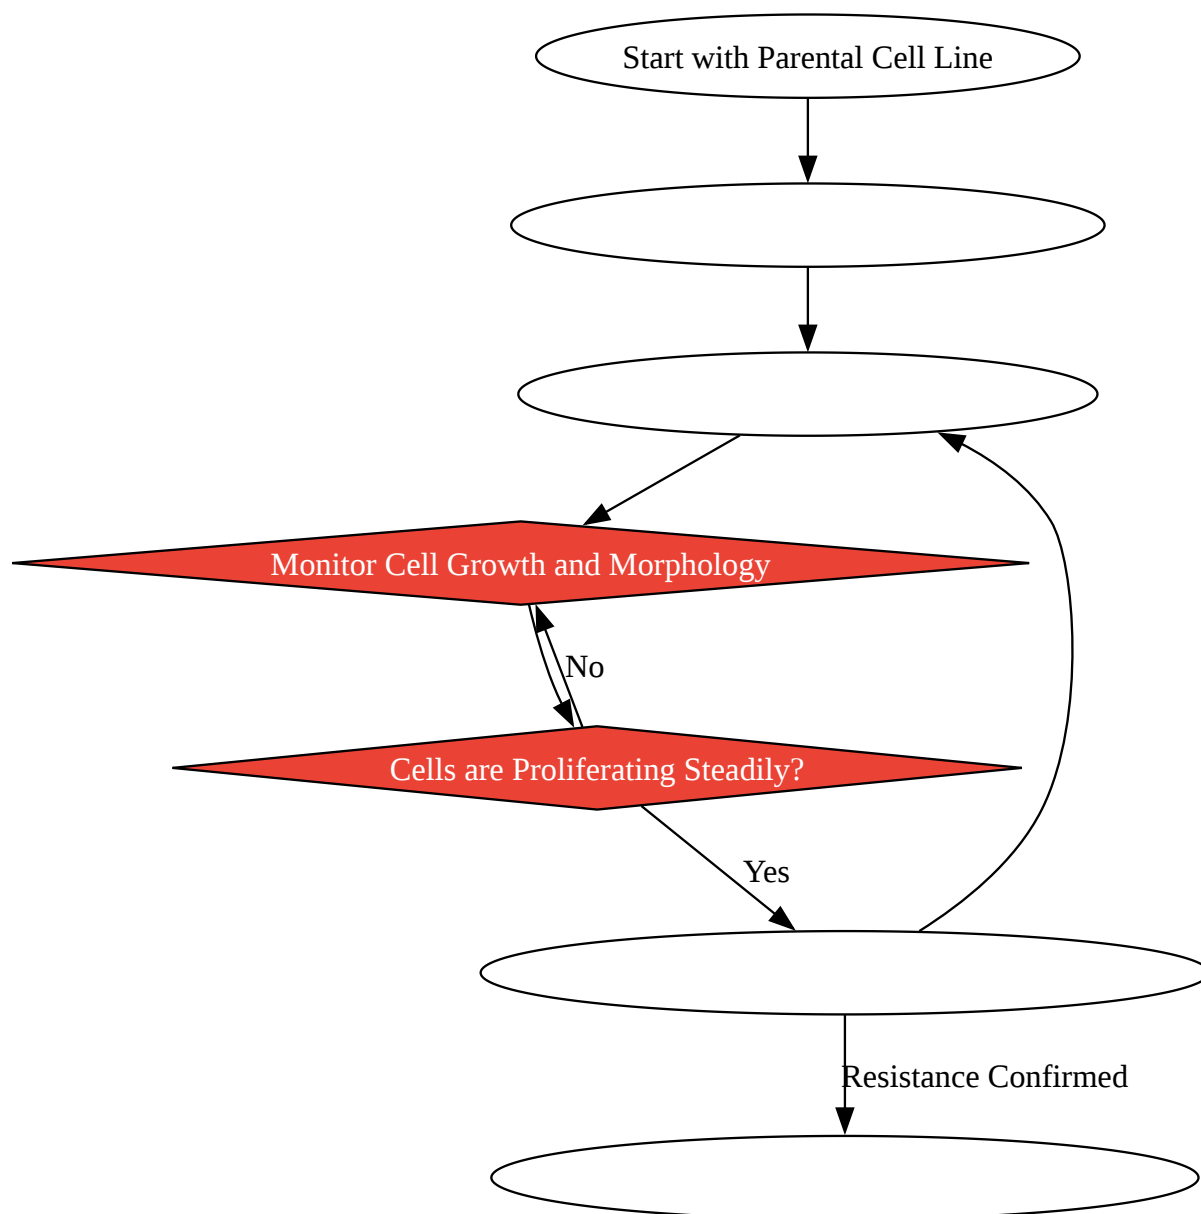 Start with Parental Cell Line
Monitor Cell Growth and Morphology
No
Cells are Proliferating Steadily?
Yes
Resistance Confirmed